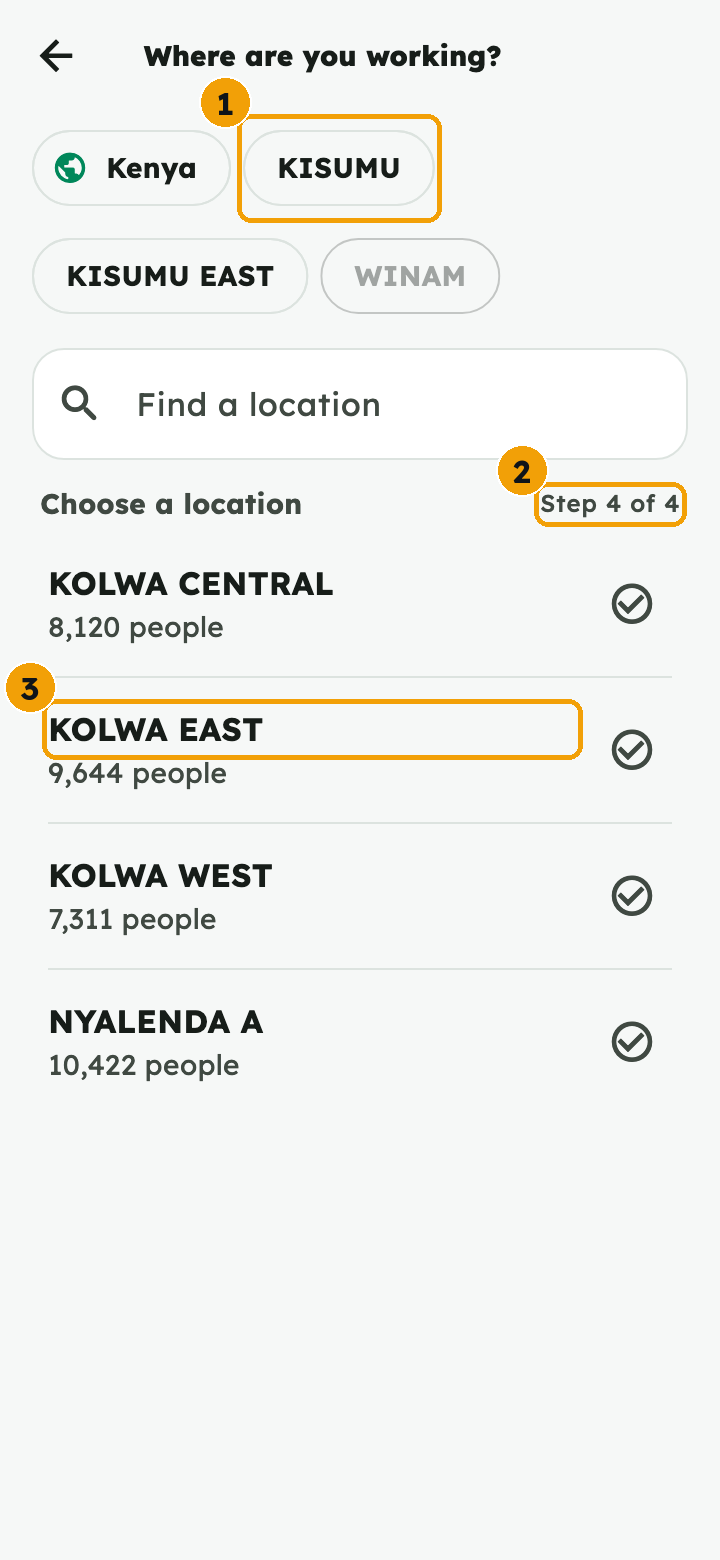 Where are you working?
1
Kenya
KISUMU
KISUMU EAST
WINAM
Find a location
2
Choose a location
Step 4 of 4
KOLWA CENTRAL
8,120 people
3
KOLWA EAST
9,644 people
KOLWA WEST
7,311 people
NYALENDA A
10,422 people